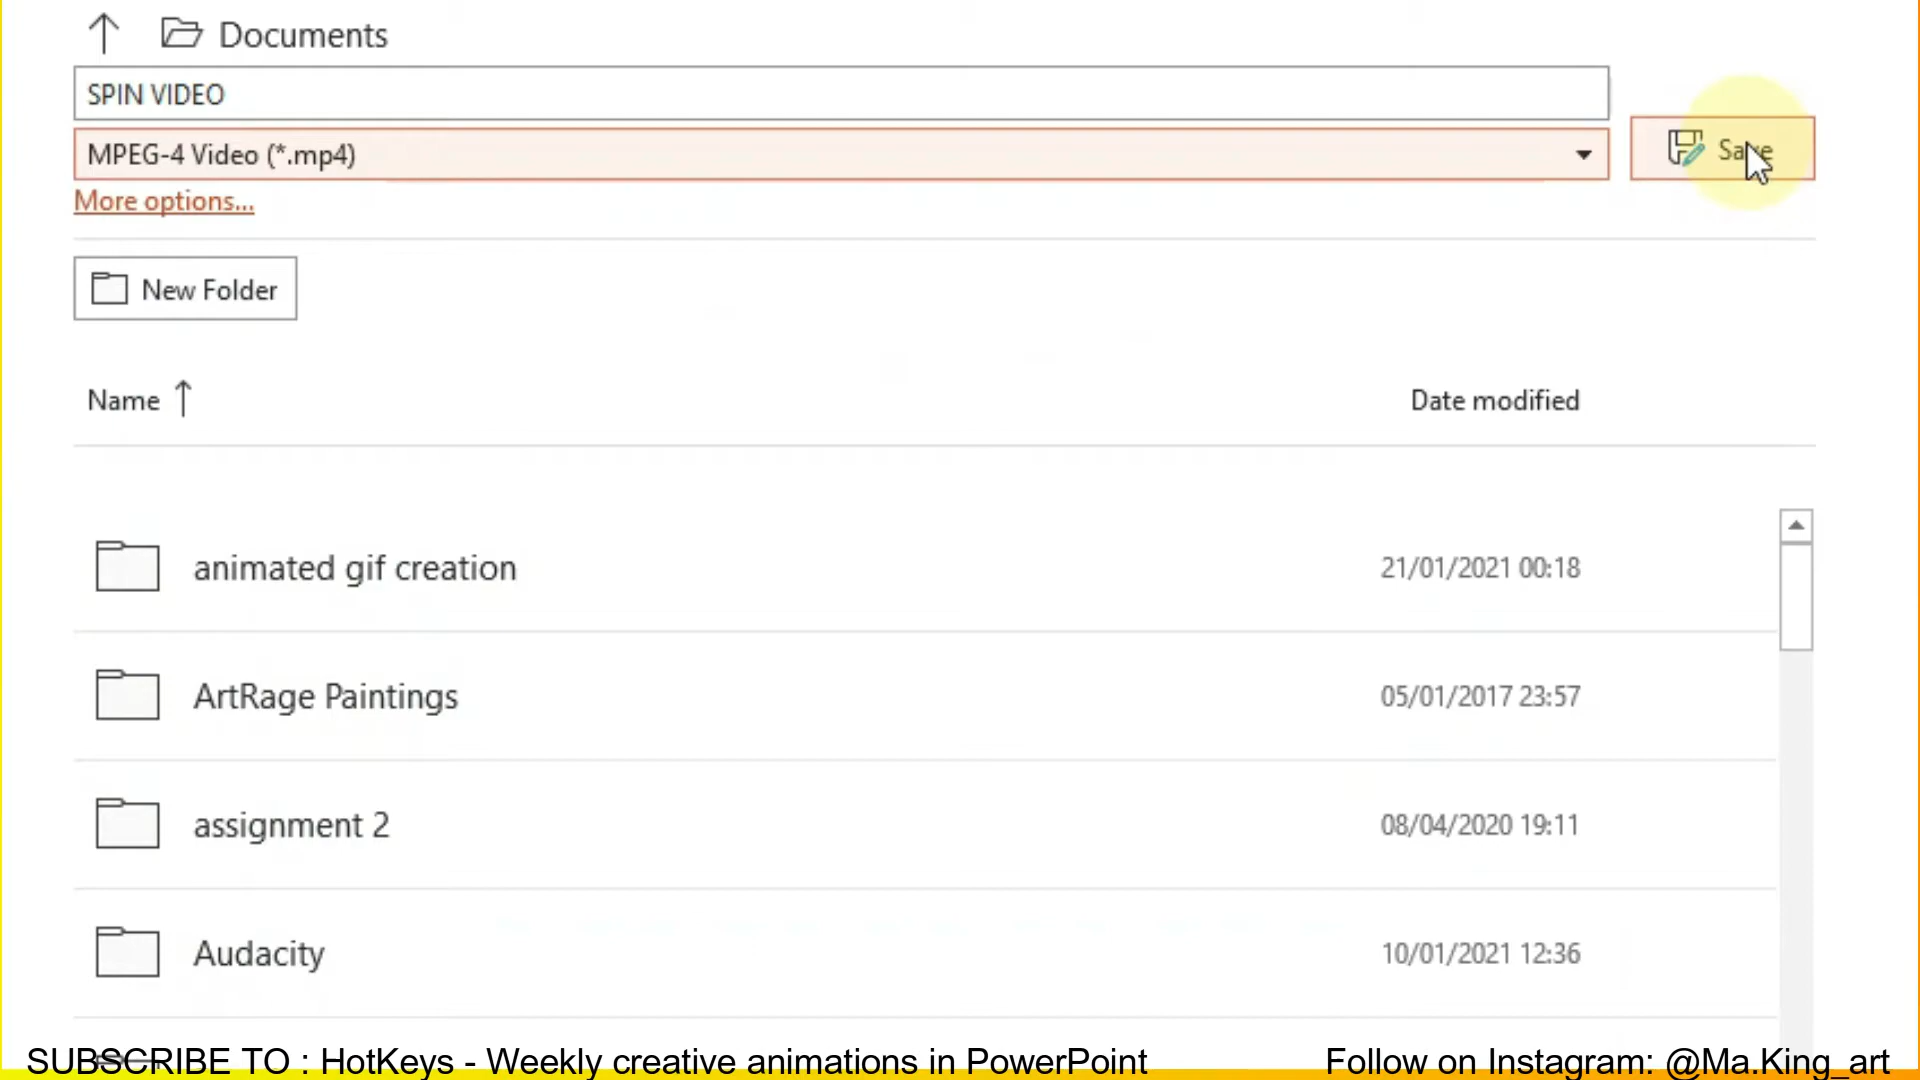 Documents
SPIN VIDEO
MPEG-4 Video (*.mp4)
Save
More options...
New Folder
Name Date modified
animated gif creation 21/01/2021 00:18
ArtRage Paintings 05/01/2017 23:57
assignment 2 08/04/2020 19:11
Audacity 10/01/2021 12:36
SUBSCRIBE TO : HotKeys - Weekly creative animations in PowerPoint Follow on Instagram: @Ma.King_art